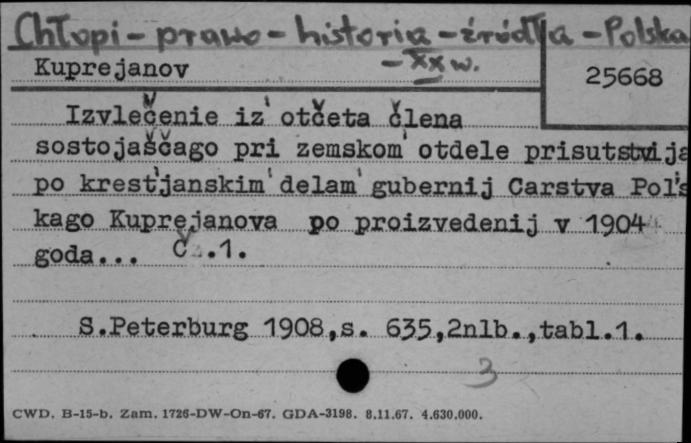 Chłopi - prawo - historia - źródła - Polska
- XX w.
Kuprejanov
25668
Izvlečenie iz' otčeta člena
sostojaščago pri zemskom' otdele prisutstvija
po krest'janskim' delam' gubernij Carstva Pol's
kago Kuprejanova po proizvedenij v 1904
goda... Č .1.
S.Peterburg 1908,s. 635,2nlb.,tabl.1.
3
CWD. B-15-b. Zam. 1726-DW-On-67. GDA-3198. 8.11.67. 4.630.000.